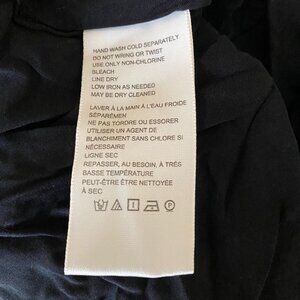 HAND WASH COLD SEPARATELY
DO NOT WRING OR TWIST
USE ONLY NON-CHLORINE
BLEACH
LINE DRY
LOW IRON AS NEEDED
MAY BE DRY CLEANED
LAVER À LA MAIN À L'EAU FROIDE
SÉPARÉMEN
NE PAS TORDRE OU ESSORER
UTILISER UN AGENT DE
BLANCHIMENT SANS CHLORE SI
NÉCESSAIRE
LIGNE SEC
REPASSER, AU BESOIN, À TRÈS
BASSE TEMPÉRATURE
PEUT-ÊTRE ÊTRE NETTOYÉE
À SEC
P